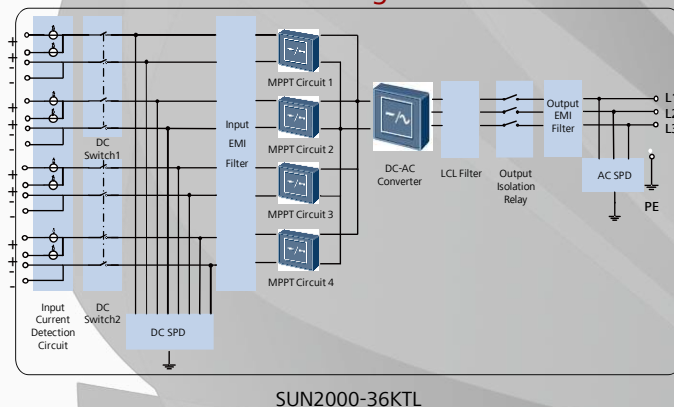 +
+
-
-
+
+
-
-
+
+
-
-
+
+
-
-
DC
Switch1
Input
EMI
Filter
MPPT Circuit 1
MPPT Circuit 2
MPPT Circuit 3
MPPT Circuit 4
DC-AC
Converter
LCL Filter
Output
Isolation
Relay
Output
EMI
Filter
L1
L2
L3
AC SPD
PE
Input
Current
Detection
Circuit
DC
Switch2
DC SPD
SUN2000-36KTL